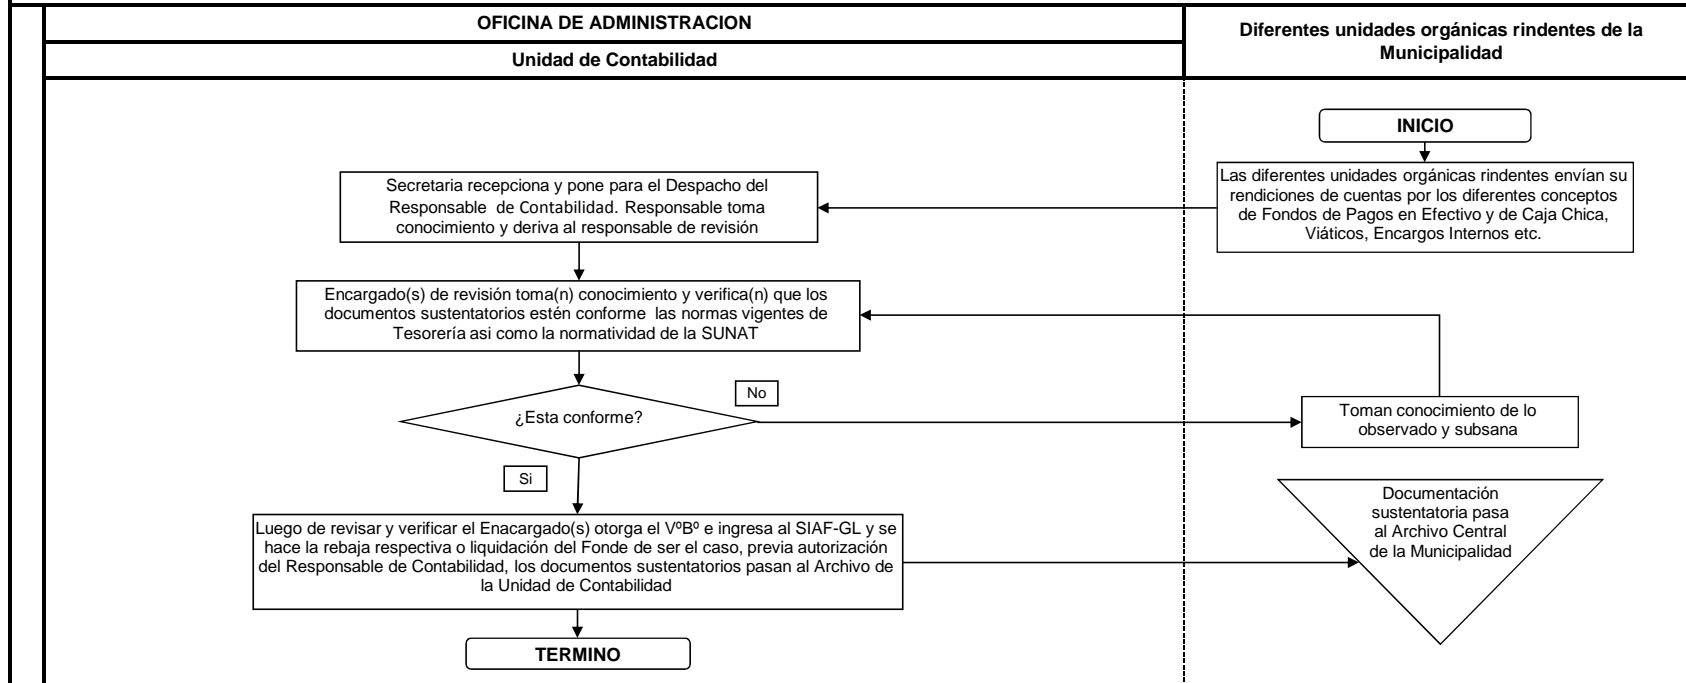 OFICINA DE ADMINISTRACION
Unidad de Contabilidad
Diferentes unidades orgánicas rindentes de la
Municipalidad
INICIO
Las diferentes unidades orgánicas rindentes envían su
rendiciones de cuentas por los diferentes conceptos
de Fondos de Pagos en Efectivo y de Caja Chica,
Viáticos, Encargos Internos etc.
Secretaria recepciona y pone para el Despacho del
Responsable de Contabilidad. Responsable toma
conocimiento y deriva al responsable de revisión
Encargado(s) de revisión toma(n) conocimiento y verifica(n) que los
documentos sustentatorios estén conforme las normas vigentes de
Tesorería asi como la normatividad de la SUNAT
¿Esta conforme?
No
Toman conocimiento de lo
observado y subsana
Si
Luego de revisar y verificar el Enacargado(s) otorga el VºBº e ingresa al SIAF-GL y se
hace la rebaja respectiva o liquidación del Fonde de ser el caso, previa autorización
del Responsable de Contabilidad, los documentos sustentatorios pasan al Archivo de
la Unidad de Contabilidad
Documentación
sustentatoria pasa
al Archivo Central
de la Municipalidad
TERMINO